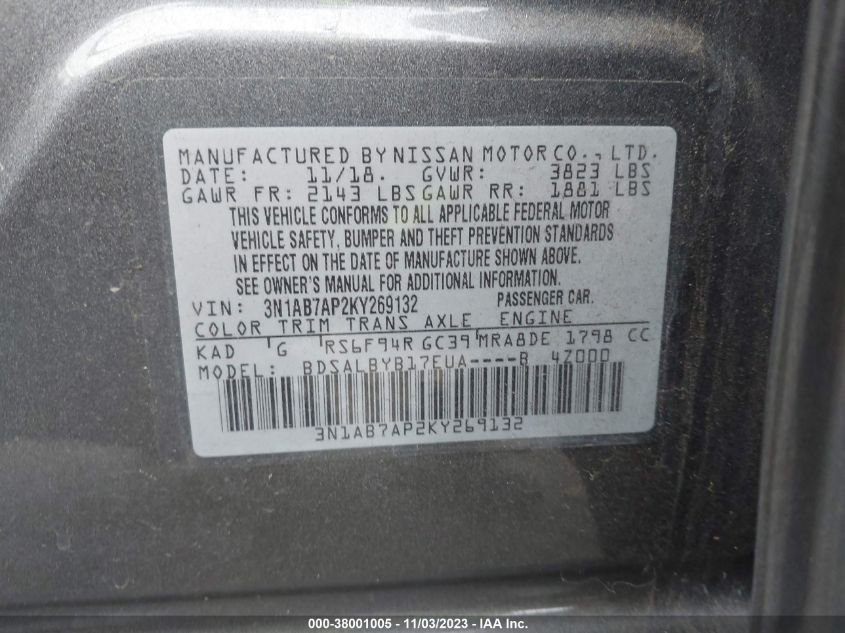 MANUFACTURED BY NISSAN MOTOR CO., LTD.
DATE: 11/18. GVWR: 3823 LBS
GAWR FR: 2143 LBS GAWR RR: 1881 LBS
THIS VEHICLE CONFORMS TO ALL APPLICABLE FEDERAL MOTOR
VEHICLE SAFETY, BUMPER AND THEFT PREVENTION STANDARDS
IN EFFECT ON THE DATE OF MANUFACTURE SHOWN ABOVE.
SEE OWNER'S MANUAL FOR ADDITIONAL INFORMATION.
VIN: 3N1AB7AP2KY269132 PASSENGER CAR.
COLOR TRIM TRANS AXLE ENGINE
KAD 'G RS6F94R GC39'MRA8DE 1798 CC
MODEL: BDSALBYB17EUA----B 4Z000
3N1AB7AP2KY269132
000-38001005 - 11/03/2023 - © IAA Holdings, LLC.